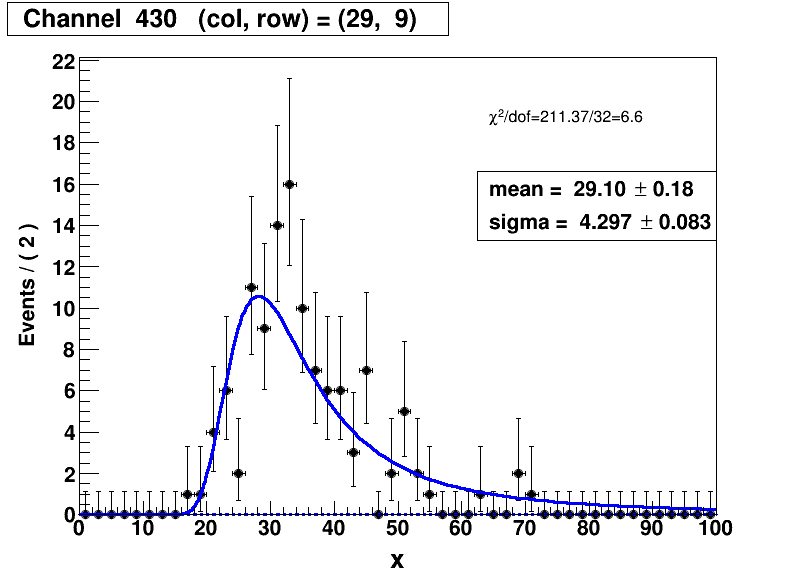 Channel 430 (col, row) = (29, 9)
χ²/dof=211.37/32=6.6
mean = 29.10 ± 0.18
sigma = 4.297 ± 0.083
Events / ( 2 )
22
20
18
16
14
12
10
8
6
4
2
0
0 10 20 30 40 50 60 70 80 90 100
x